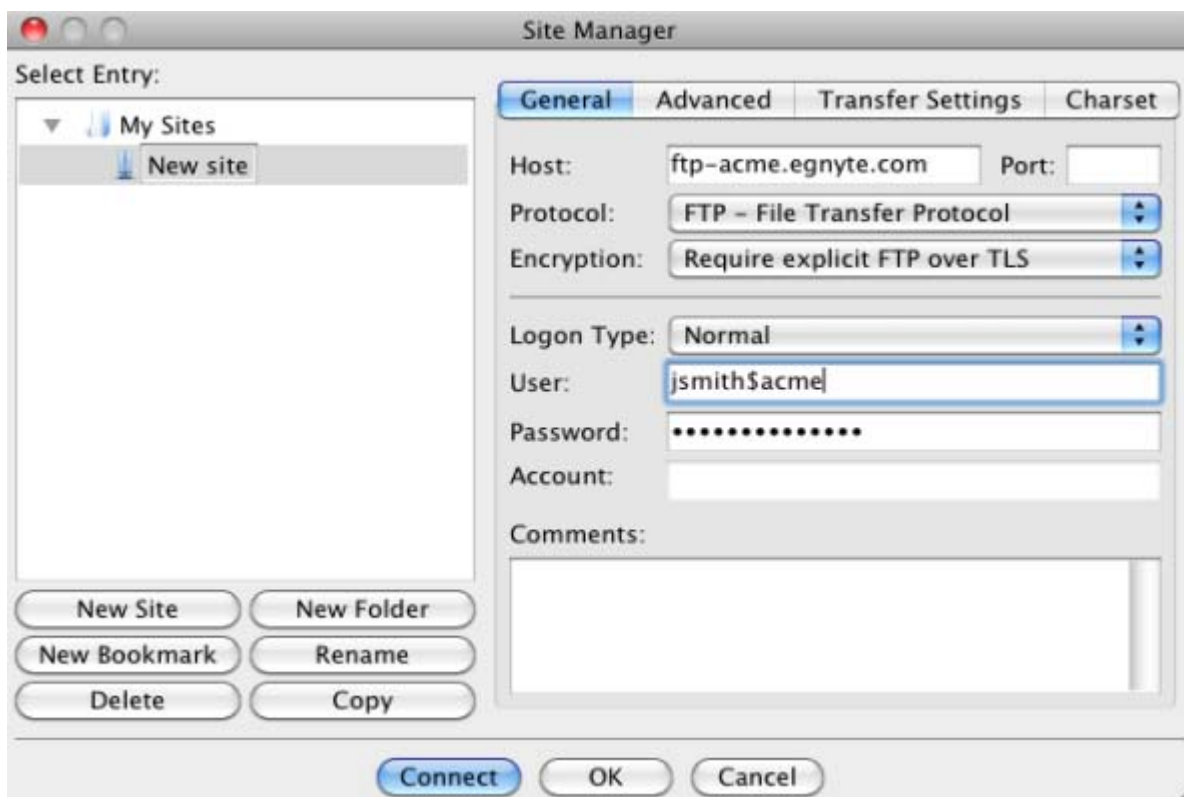 Site Manager
Select Entry:
My Sites
New site
General Advanced Transfer Settings Charset
Host: ftp-acme.egnyte.com Port:
Protocol: FTP - File Transfer Protocol
Encryption: Require explicit FTP over TLS
Logon Type: Normal
User: jsmith$acme
Password: ••••••••••••••
Account:
Comments:
New Site New Folder
New Bookmark Rename
Delete Copy
Connect OK Cancel